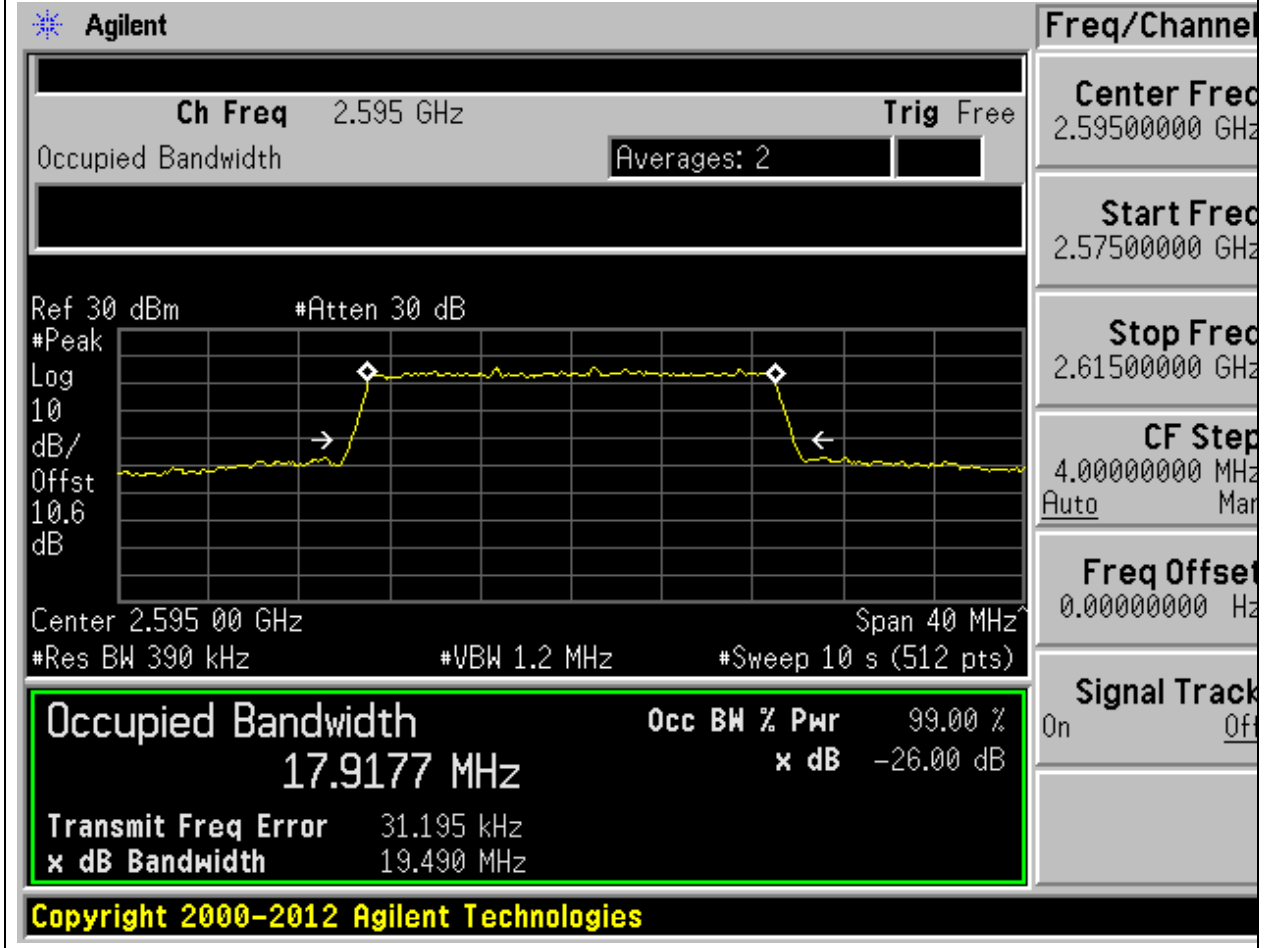 Agilent
Freq/Channel
Ch Freq 2.595 GHz
Trig Free
Occupied Bandwidth
Averages: 2
Center Freq
2.59500000 GHz
Start Freq
2.57500000 GHz
Stop Freq
2.61500000 GHz
CF Step
4.00000000 MHz
Auto Man
Freq Offset
0.00000000 Hz
Signal Track
On Off
Ref 30 dBm #Atten 30 dB
#Peak
Log
10
dB/
Offst
10.6
dB
Center 2.595 00 GHz Span 40 MHz^
#Res BW 390 kHz #VBW 1.2 MHz #Sweep 10 s (512 pts)
Occupied Bandwidth
17.9177 MHz
Occ BW % Pwr 99.00 %
x dB -26.00 dB
Transmit Freq Error 31.195 kHz
x dB Bandwidth 19.490 MHz
Copyright 2000-2012 Agilent Technologies